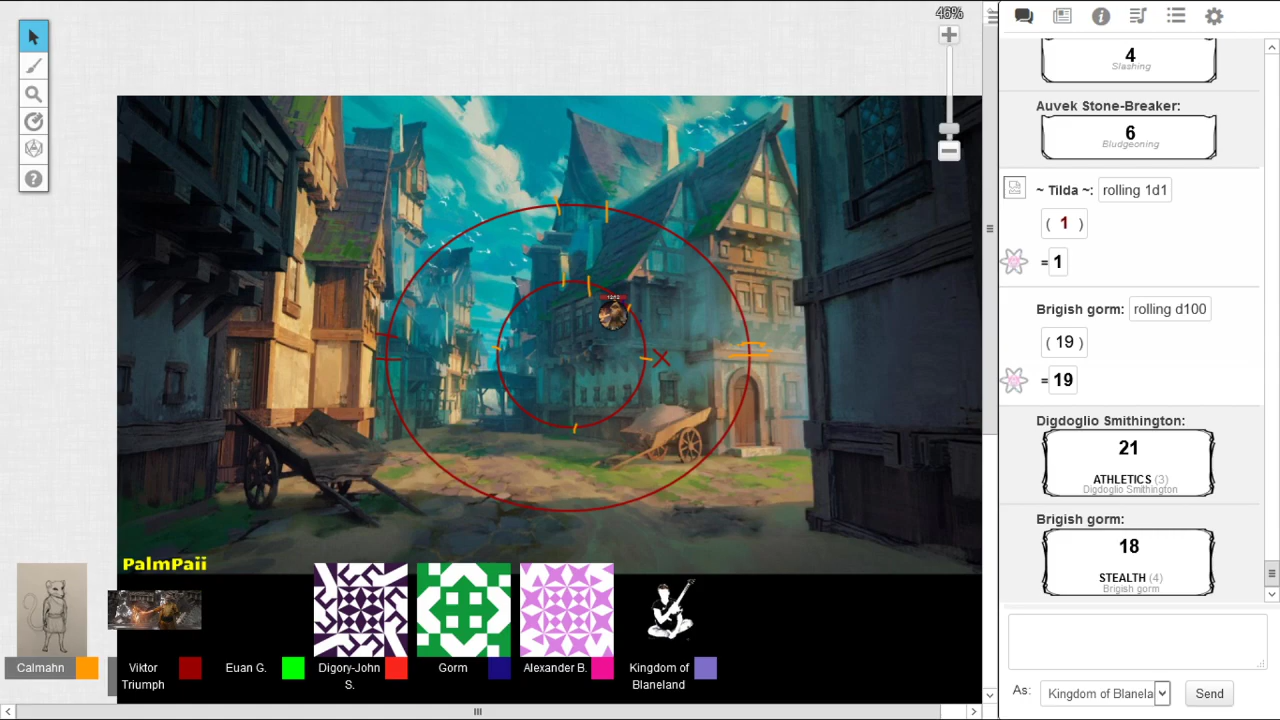 46%
PalmPaii
Calmahn
Viktor
Triumph
Euan G.
Digory-John
S.
Gorm
Alexander B.
Kingdom of
Blaneland
4
Slashing
Auvek Stone-Breaker:
6
Bludgeoning
~ Tilda ~: rolling 1d1
( 1 )
=1
Brigish gorm: rolling d100
( 19 )
=19
Digdoglio Smithington:
21
ATHLETICS (3)
Digdoglio Smithington
Brigish gorm:
18
STEALTH (4)
Brigish gorm
As: Kingdom of Blanela Send